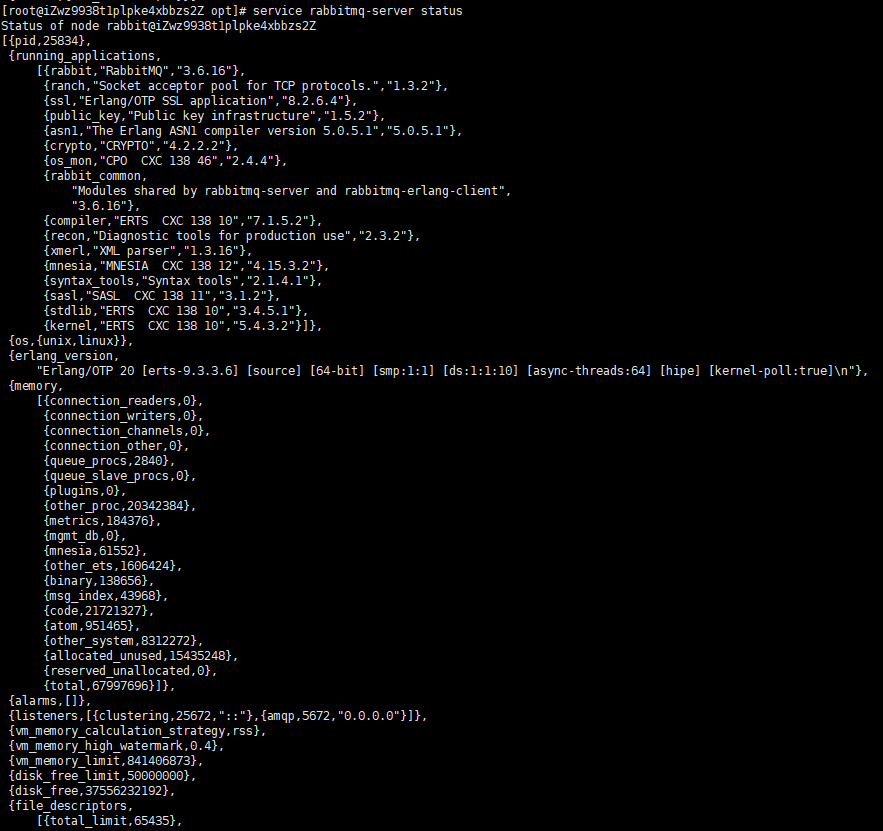 [root@iZwz9938t1plpke4xbbzs2Z opt]# service rabbitmq-server status
Status of node rabbit@iZwz9938t1plpke4xbbzs2Z
[{pid,25834},
 {running_applications,
     [{rabbit,"RabbitMQ","3.6.16"},
      {ranch,"Socket acceptor pool for TCP protocols.","1.3.2"},
      {ssl,"Erlang/OTP SSL application","8.2.6.4"},
      {public_key,"Public key infrastructure","1.5.2"},
      {asn1,"The Erlang ASN1 compiler version 5.0.5.1","5.0.5.1"},
      {crypto,"CRYPTO","4.2.2.2"},
      {os_mon,"CPO  CXC 138 46","2.4.4"},
      {rabbit_common,
          "Modules shared by rabbitmq-server and rabbitmq-erlang-client",
          "3.6.16"},
      {compiler,"ERTS  CXC 138 10","7.1.5.2"},
      {recon,"Diagnostic tools for production use","2.3.2"},
      {xmerl,"XML parser","1.3.16"},
      {mnesia,"MNESIA  CXC 138 12","4.15.3.2"},
      {syntax_tools,"Syntax tools","2.1.4.1"},
      {sasl,"SASL  CXC 138 11","3.1.2"},
      {stdlib,"ERTS  CXC 138 10","3.4.5.1"},
      {kernel,"ERTS  CXC 138 10","5.4.3.2"}]},
 {os,{unix,linux}},
 {erlang_version,
     "Erlang/OTP 20 [erts-9.3.3.6] [source] [64-bit] [smp:1:1] [ds:1:1:10] [async-threads:64] [hipe] [kernel-poll:true]\n"},
 {memory,
     [{connection_readers,0},
      {connection_writers,0},
      {connection_channels,0},
      {connection_other,0},
      {queue_procs,2840},
      {queue_slave_procs,0},
      {plugins,0},
      {other_proc,20342384},
      {metrics,184376},
      {mgmt_db,0},
      {mnesia,61552},
      {other_ets,1606424},
      {binary,138656},
      {msg_index,43968},
      {code,21721327},
      {atom,951465},
      {other_system,8312272},
      {allocated_unused,15435248},
      {reserved_unallocated,0},
      {total,67997696}]},
 {alarms,[]},
 {listeners,[{clustering,25672,"::"},{amqp,5672,"0.0.0.0"}]},
 {vm_memory_calculation_strategy,rss},
 {vm_memory_high_watermark,0.4},
 {vm_memory_limit,841406873},
 {disk_free_limit,50000000},
 {disk_free,37556232192},
 {file_descriptors,
     [{total_limit,65435},